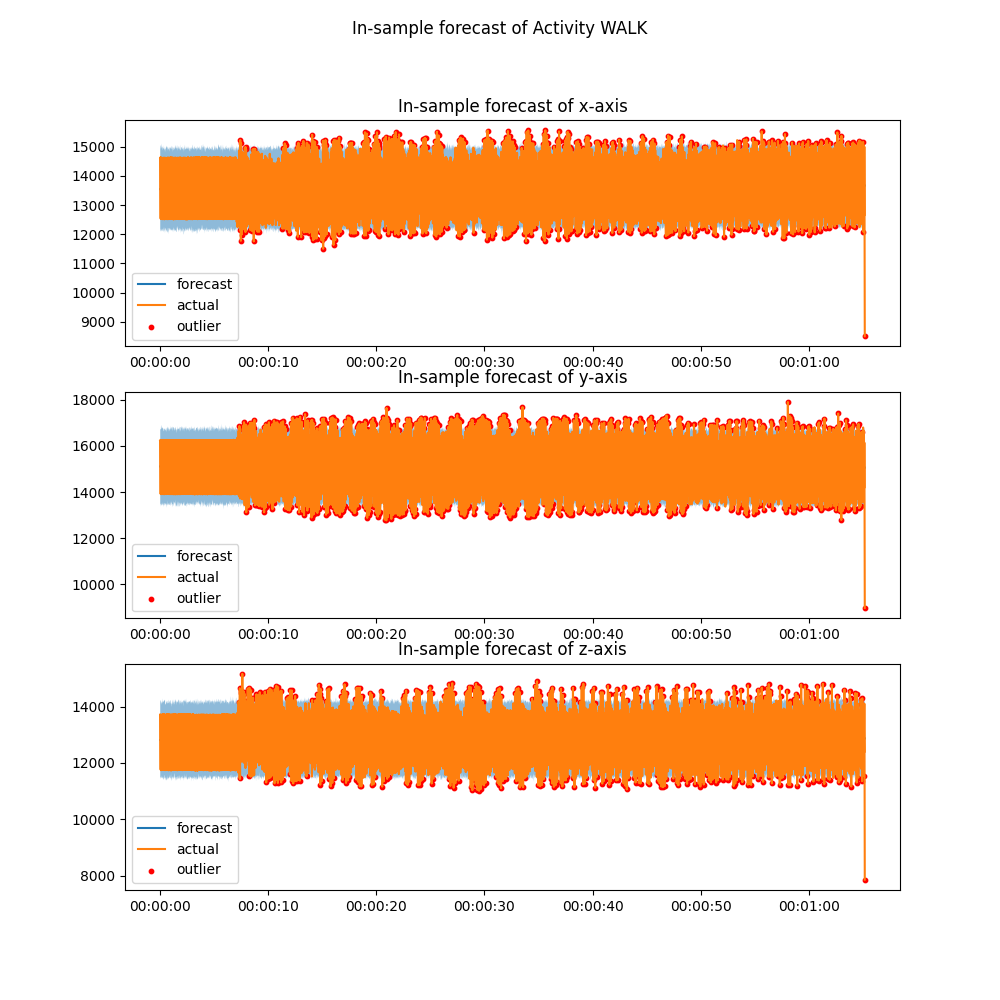 In-sample forecast of Activity WALK
In-sample forecast of x-axis
15000
14000
13000
12000
11000
10000
9000
forecast
actual
outlier
00:00:00 00:00:10 00:00:20 00:00:30 00:00:40 00:00:50 00:01:00
In-sample forecast of y-axis
18000
16000
14000
12000
10000
forecast
actual
outlier
00:00:00 00:00:10 00:00:20 00:00:30 00:00:40 00:00:50 00:01:00
In-sample forecast of z-axis
14000
12000
10000
8000
forecast
actual
outlier
00:00:00 00:00:10 00:00:20 00:00:30 00:00:40 00:00:50 00:01:00